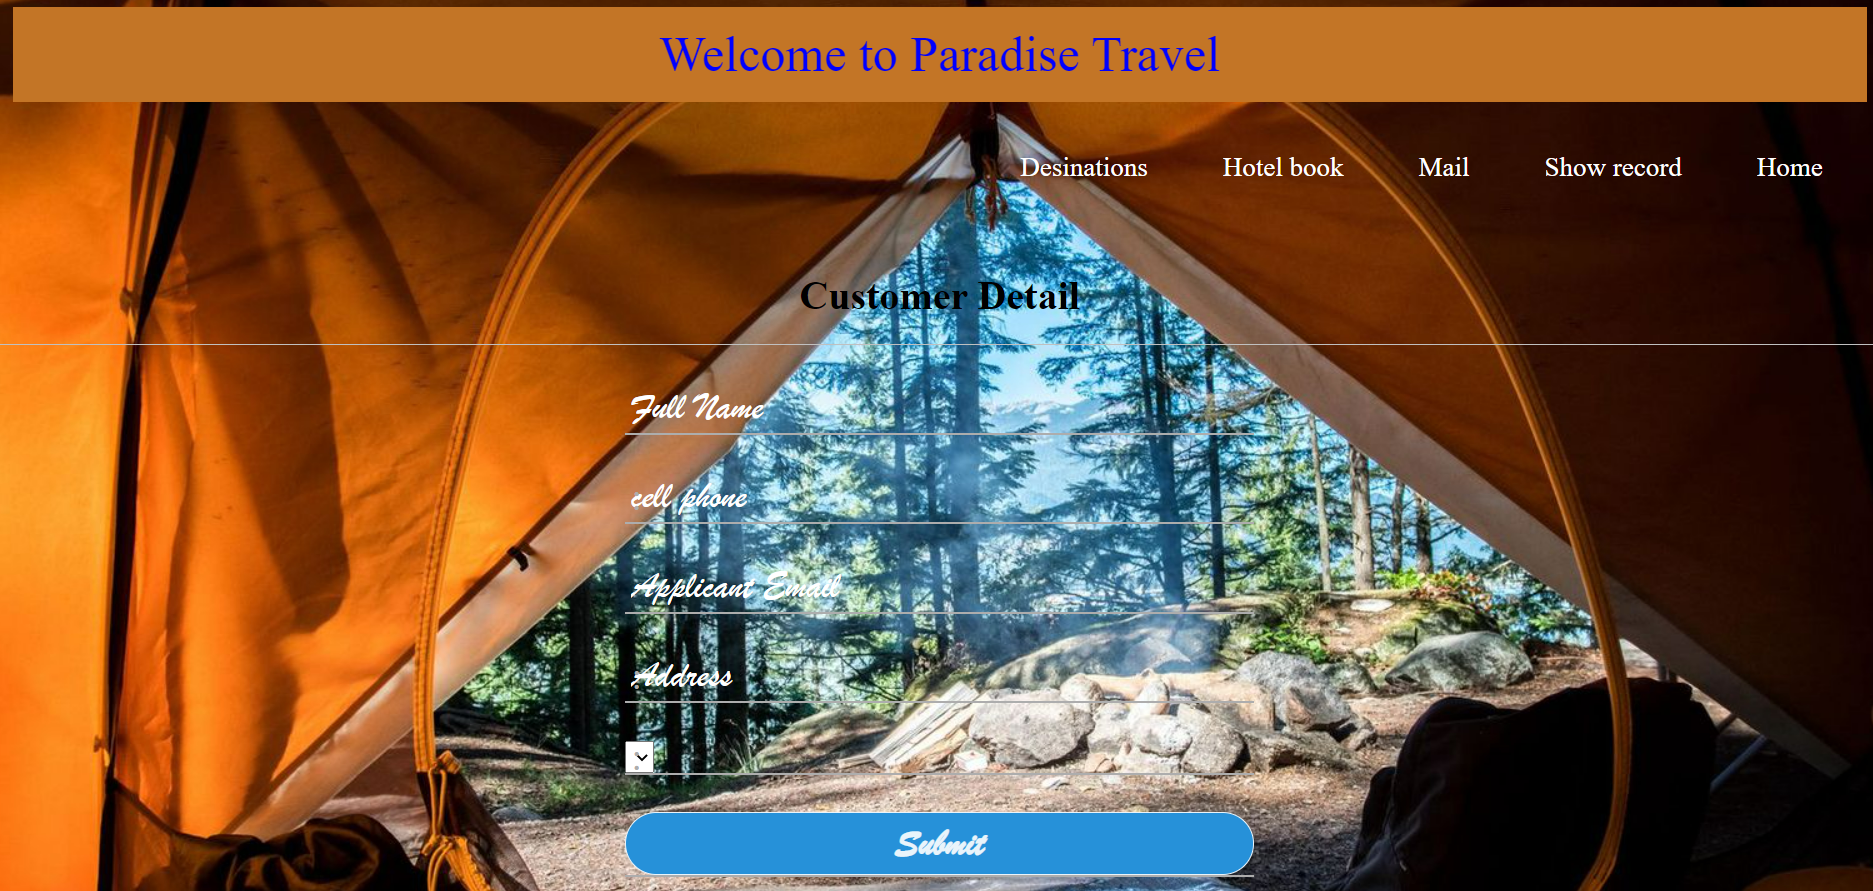 Welcome to Paradise Travel
Desinations Hotel book Mail Show record Home
Customer Detail
Full Name
cell phone
Applicant Email
Address
Submit